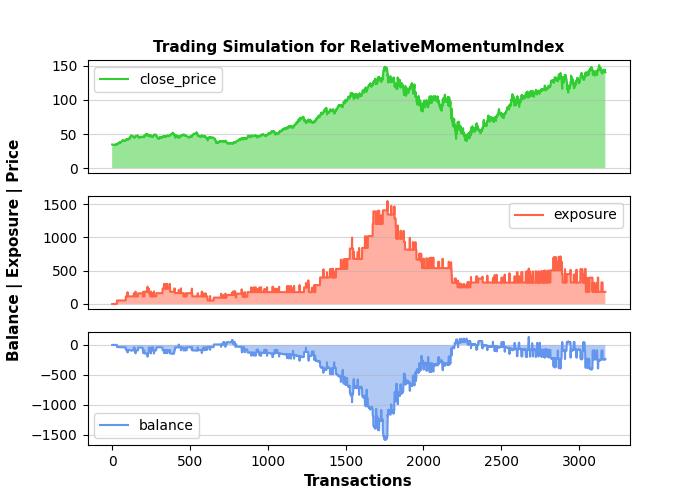 Trading Simulation for RelativeMomentumIndex
150
100
50
0
close_price
1500
1000
500
0
exposure
0
−500
−1000
−1500
balance
0 500 1000 1500 2000 2500 3000
Transactions
Balance | Exposure | Price